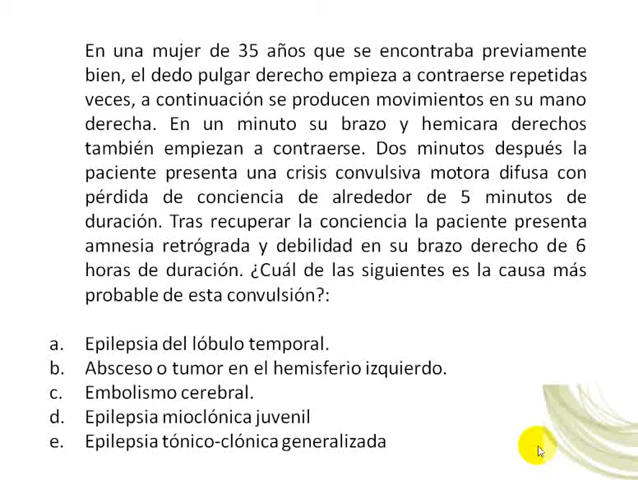 En una mujer de 35 años que se encontraba previamente
bien, el dedo pulgar derecho empieza a contraerse repetidas
veces, a continuación se producen movimientos en su mano
derecha. En un minuto su brazo y hemicara derechos
también empiezan a contraerse. Dos minutos después la
paciente presenta una crisis convulsiva motora difusa con
pérdida de conciencia de alrededor de 5 minutos de
duración. Tras recuperar la conciencia la paciente presenta
amnesia retrógrada y debilidad en su brazo derecho de 6
horas de duración. ¿Cuál de las siguientes es la causa más
probable de esta convulsión?:
a. Epilepsia del lóbulo temporal.
b. Absceso o tumor en el hemisferio izquierdo.
c. Embolismo cerebral.
d. Epilepsia mioclónica juvenil
e. Epilepsia tónico-clónica generalizada